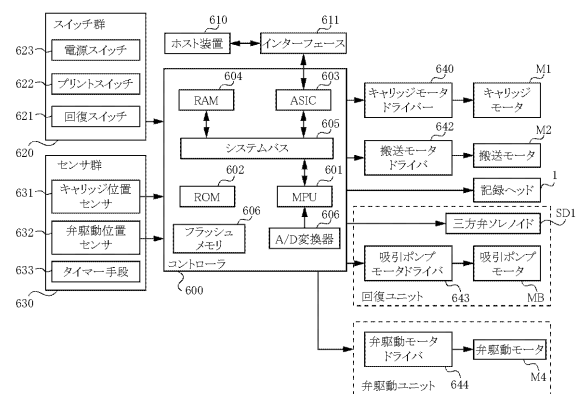 スイッチ群
623
電源スイッチ
622
プリントスイッチ
621
回復スイッチ
620
センサ群
631
キャリッジ位置
センサ
632
弁駆動位置
センサ
633
タイマー手段
630
610
ホスト装置
611
インターフェース
604
RAM
603
ASIC
605
システムバス
602
ROM
601
MPU
606
フラッシュ
メモリ
606
A/D変換器
コントローラ
600
640
キャリッジモータ
ドライバー
M1
キャリッジ
モータ
642
搬送モータ
ドライバ
M2
搬送モータ
1
記録ヘッド
SD1
三方弁ソレノイド
吸引ポンプ
モータドライバ
643
吸引ポンプ
モータ
MB
回復ユニット
弁駆動モータ
ドライバ
644
弁駆動モータ
M4
弁駆動ユニット